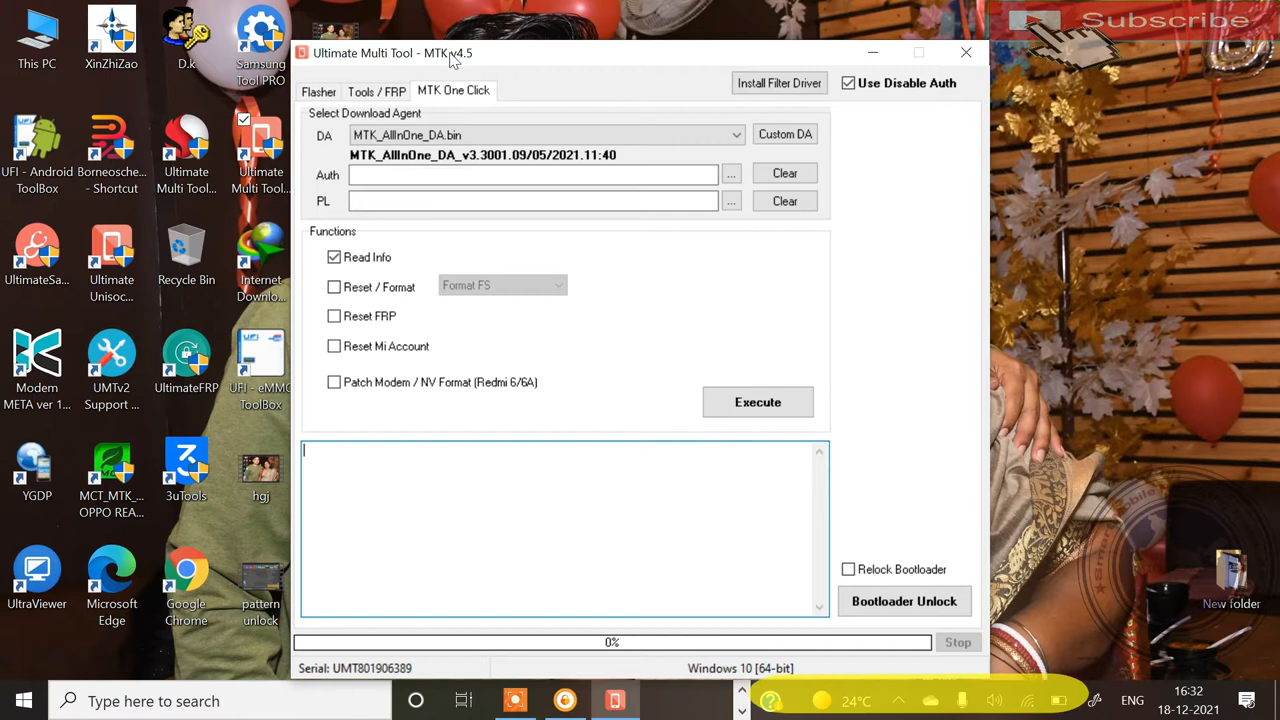 Subscribe
This PC
XinZhiZao
D.k
Samsung
Tool PRO
UFI - Android
ToolBox
Borneosche...
- Shortcut
Ultimate
Multi Tool...
Ultimate
Multi Tool...
UltimateSa...
Ultimate
Unisoc...
Recycle Bin
Internet
Downlo...
Modem
META ver 1...
UMTv2
Support ...
UltimateFRP
UFI - eMMC
ToolBox
YGDP
MCT_MTK_...
OPPO REA...
3uTools
hgj
UltraViewer
Microsoft
Edge
Google
Chrome
pattern
unlock
New folder
Ultimate Multi Tool - MTK v4.5
Flasher
Tools / FRP
MTK One Click
Install Filter Driver
Use Disable Auth
Select Download Agent
DA
MTK_AllInOne_DA.bin
Custom DA
MTK_AllInOne_DA_v3.3001.09/05/2021.11:40
Auth
...
Clear
PL
...
Clear
Functions
Read Info
Reset / Format
Format FS
Reset FRP
Reset Mi Account
Patch Modem / NV Format (Redmi 6/6A)
Execute
Relock Bootloader
Bootloader Unlock
0%
Stop
Serial: UMT801906389
Windows 10 [64-bit]
Type here to search
24°C
ENG
16:32
18-12-2021